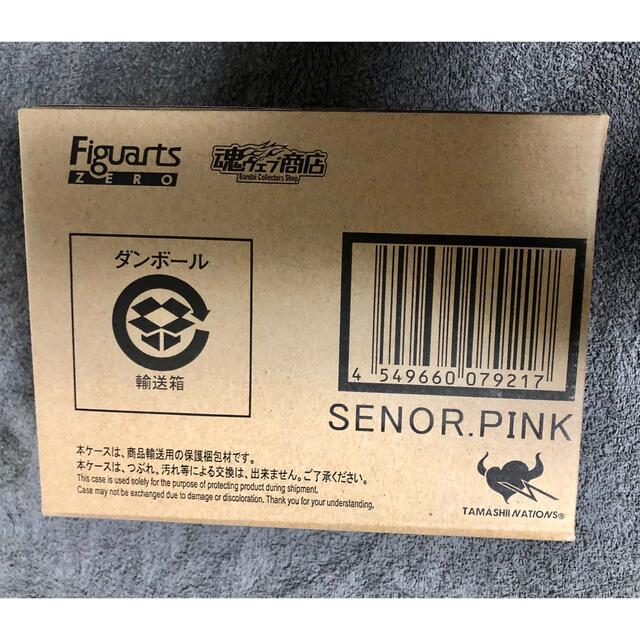 Figuarts
ZERO
魂ウェブ商店
Bandai Collectors Shop
ダンボール
輸送箱
4 549660 079217
SENOR.PINK
本ケースは、商品輸送用の保護梱包材です。
本ケースは、つぶれ、汚れ等による交換は、出来ません。ご了承ください。
This case is used solely for the purpose of protecting product during shipment.
Case may not be exchanged due to damage or discoloration. Thank you for your understanding.
TAMASHII NATIONS®